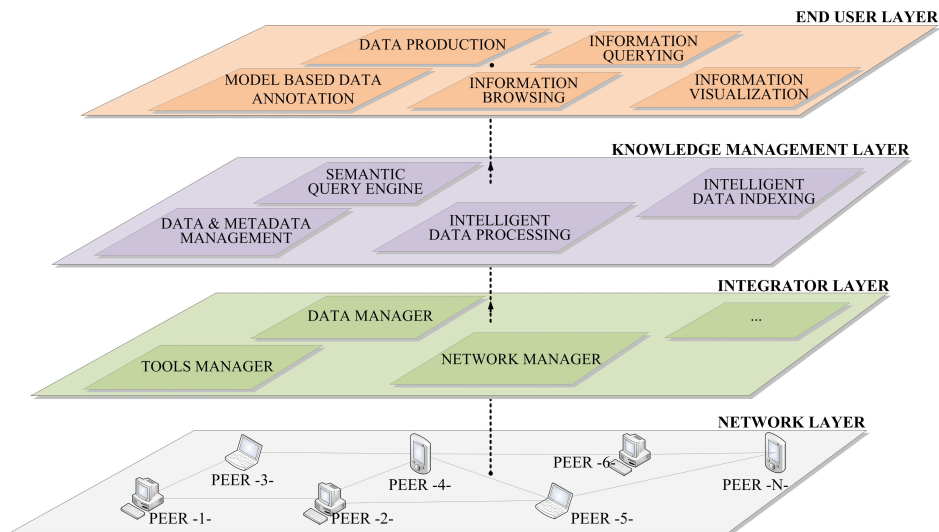 END USER LAYER
DATA PRODUCTION
INFORMATION
QUERYING
MODEL BASED DATA
ANNOTATION
INFORMATION
BROWSING
INFORMATION
VISUALIZATION
KNOWLEDGE MANAGEMENT LAYER
SEMANTIC
QUERY ENGINE
INTELLIGENT
DATA INDEXING
DATA & METADATA
MANAGEMENT
INTELLIGENT
DATA PROCESSING
INTEGRATOR LAYER
DATA MANAGER
...
TOOLS MANAGER
NETWORK MANAGER
NETWORK LAYER
PEER -3-
PEER -4-
PEER -6-
PEER -N-
PEER -1-
PEER -2-
PEER -5-